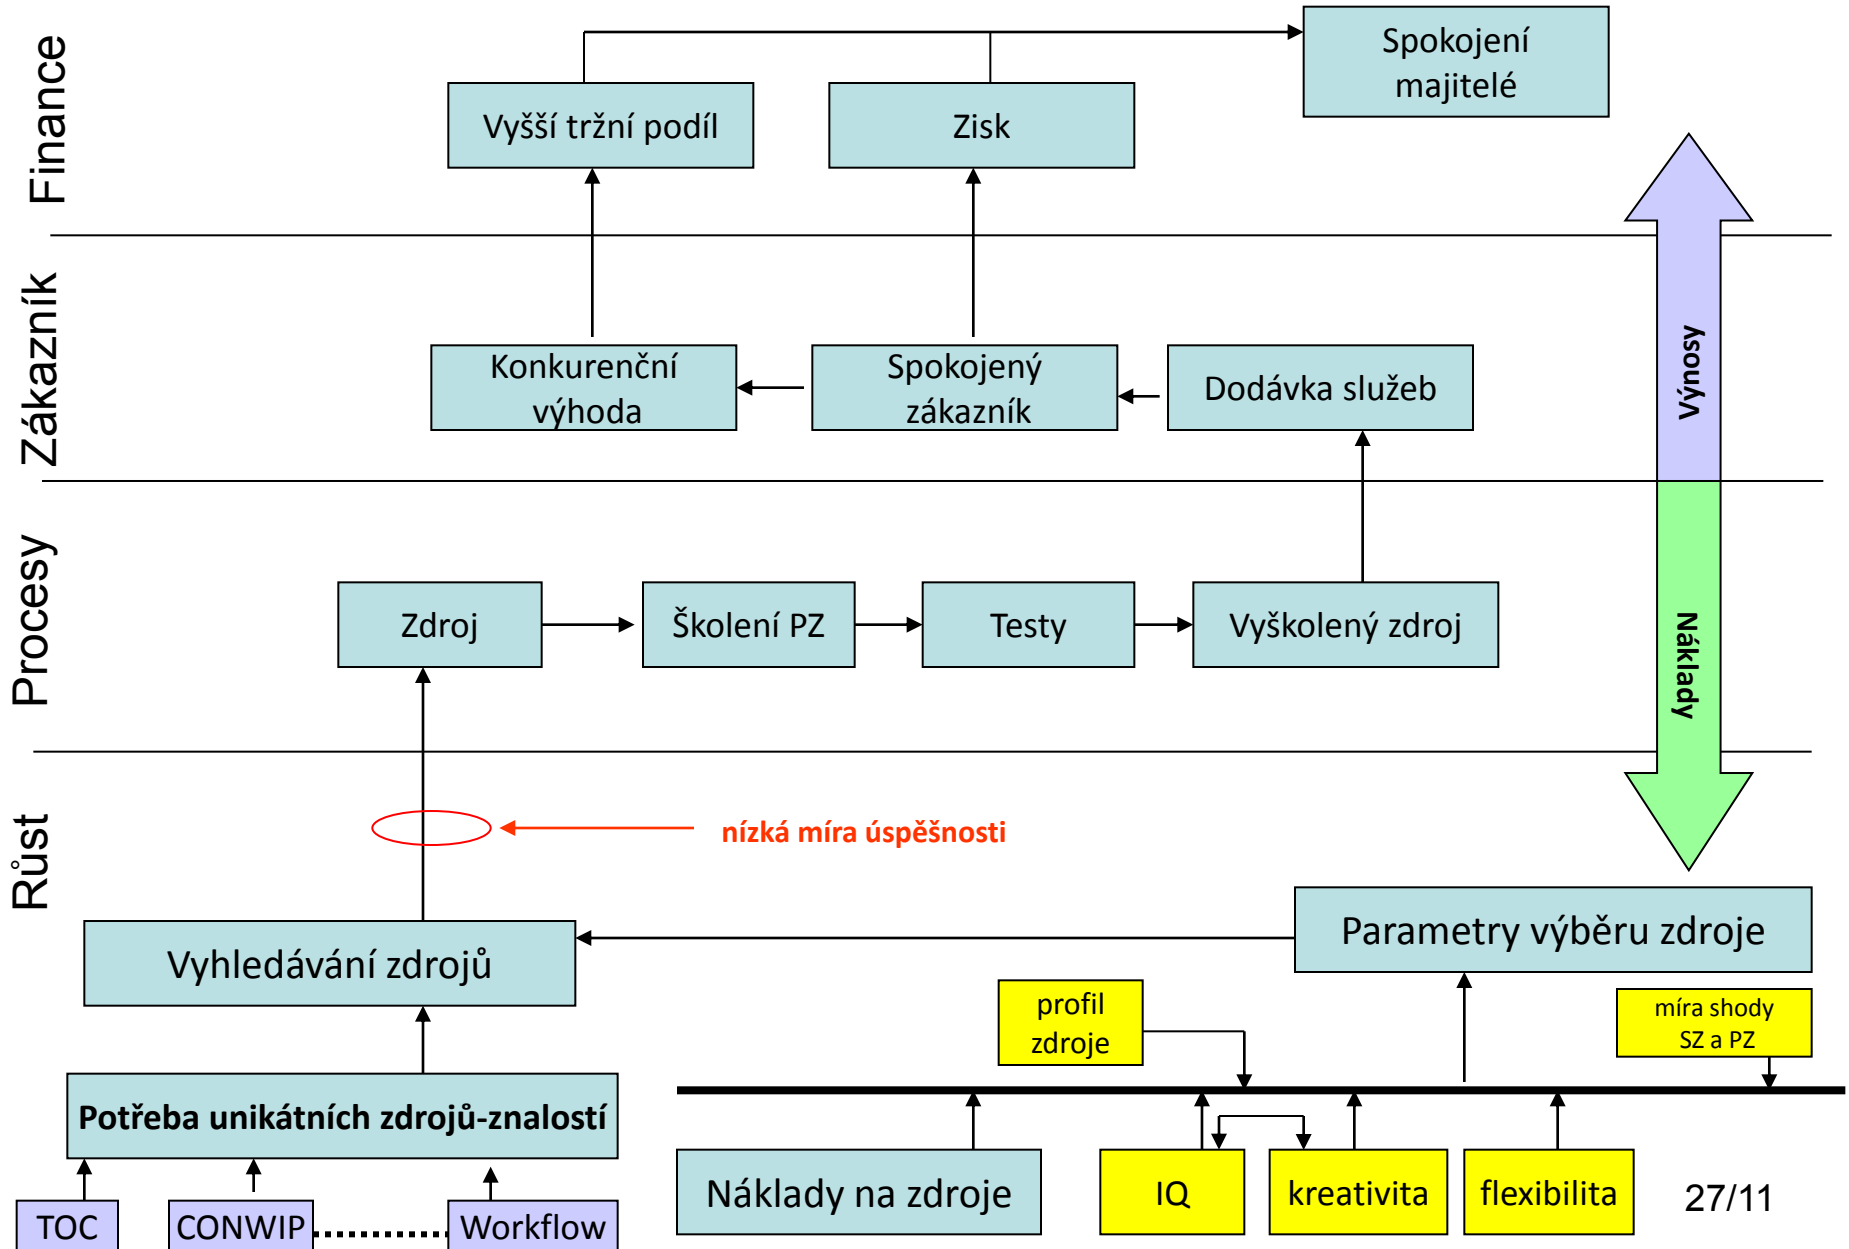 Finance
Spokojení
majitelé
Vyšší tržní podíl
Zisk
Zákazník
Konkurenční
výhoda
Spokojený
zákazník
Dodávka služeb
Výnosy
Procesy
Zdroj
Školení PZ
Testy
Vyškolený zdroj
Náklady
Růst
nízká míra úspěšnosti
Vyhledávání zdrojů
Parametry výběru zdroje
profil
zdroje
míra shody
SZ a PZ
Potřeba unikátních zdrojů-znalostí
Náklady na zdroje
IQ
kreativita
flexibilita
27/11
TOC
CONWIP
Workflow